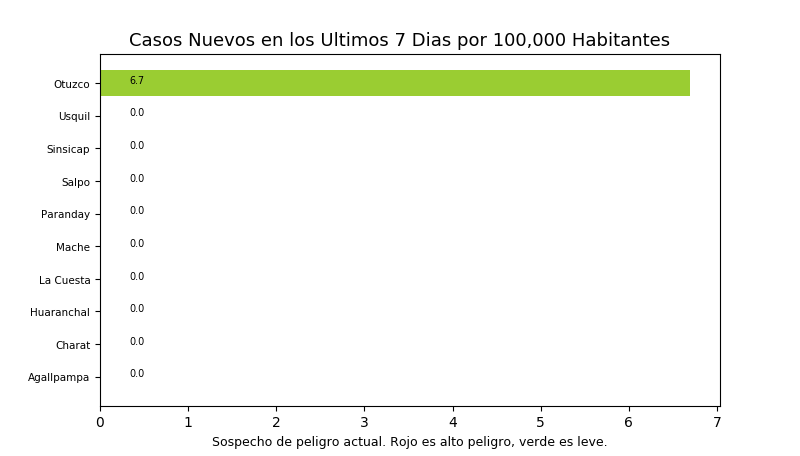 Casos Nuevos en los Ultimos 7 Dias por 100,000 Habitantes
Otuzco 6.7
Usquil 0.0
Sinsicap 0.0
Salpo 0.0
Paranday 0.0
Mache 0.0
La Cuesta 0.0
Huaranchal 0.0
Charat 0.0
Agallpampa 0.0
0 1 2 3 4 5 6 7
Sospecho de peligro actual. Rojo es alto peligro, verde es leve.